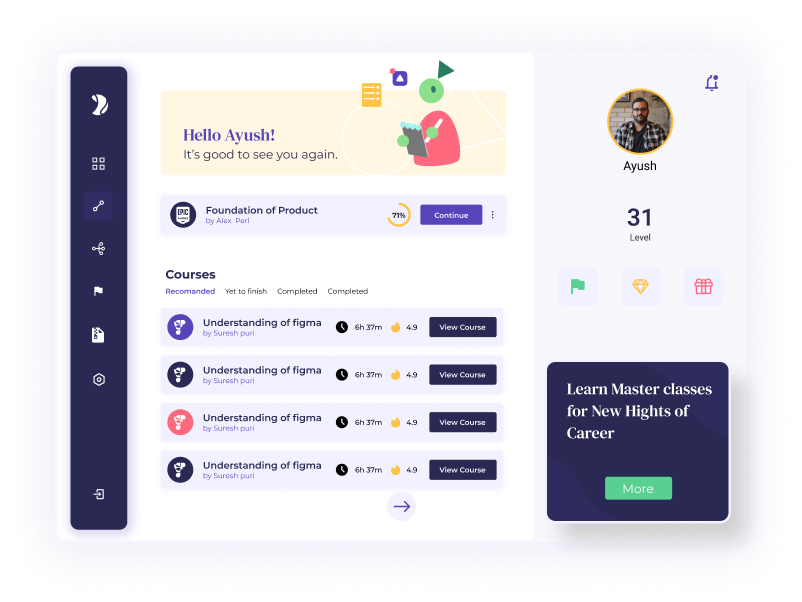 Hello Ayush!
It's good to see you again.
EPIC
Foundation of Product
by Alex Perl
71%
Continue
Courses
Recomanded Yet to finish Completed Completed
Understanding of figma
by Suresh puri
6h 37m
4.9
View Course
Understanding of figma
by Suresh puri
6h 37m
4.9
View Course
Understanding of figma
by Suresh puri
6h 37m
4.9
View Course
Understanding of figma
by Suresh puri
6h 37m
4.9
View Course
Ayush
31
Level
Learn Master classes
for New Hights of
Career
More